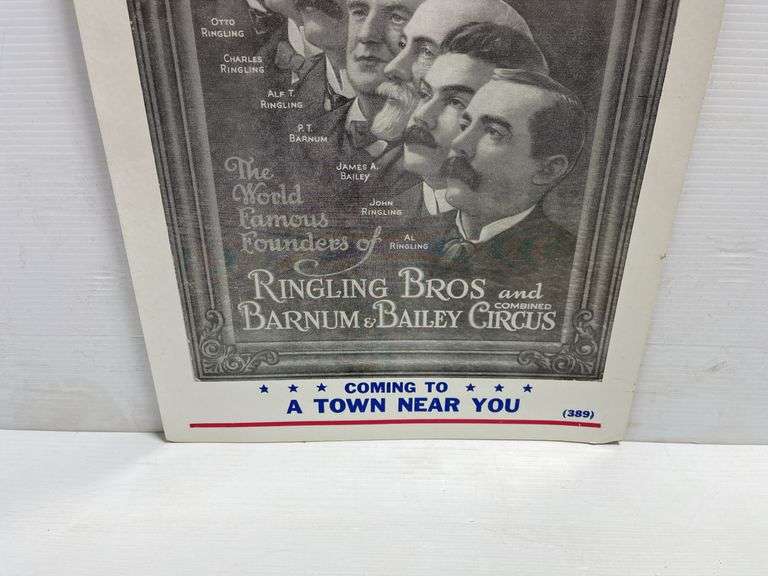 OTTO
RINGLING
CHARLES
RINGLING
ALF T.
RINGLING
P.T.
BARNUM
JAMES A.
BAILEY
JOHN
RINGLING
AL
RINGLING
The
World
Famous
Founders of
RINGLING BROS and
BARNUM & BAILEY COMBINED CIRCUS
★ ★ ★ COMING TO ★ ★ ★
A TOWN NEAR YOU
(389)